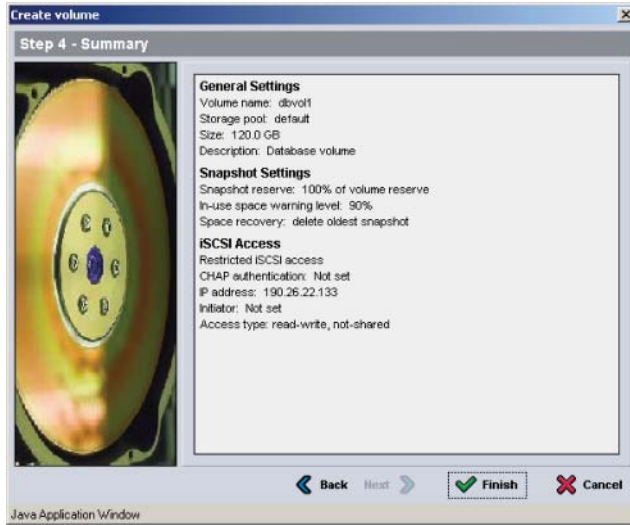 Create volume
Step 4 - Summary
General Settings
Volume name: dbvol1
Storage pool: default
Size: 120.0 GB
Description: Database volume
Snapshot Settings
Snapshot reserve: 100% of volume reserve
In-use space warning level: 90%
Space recovery: delete oldest snapshot
iSCSI Access
Restricted iSCSI access
CHAP authentication: Not set
IP address: 190.26.22.133
Initiator: Not set
Access type: read-write, not-shared
Back Next Finish Cancel
Java Application Window